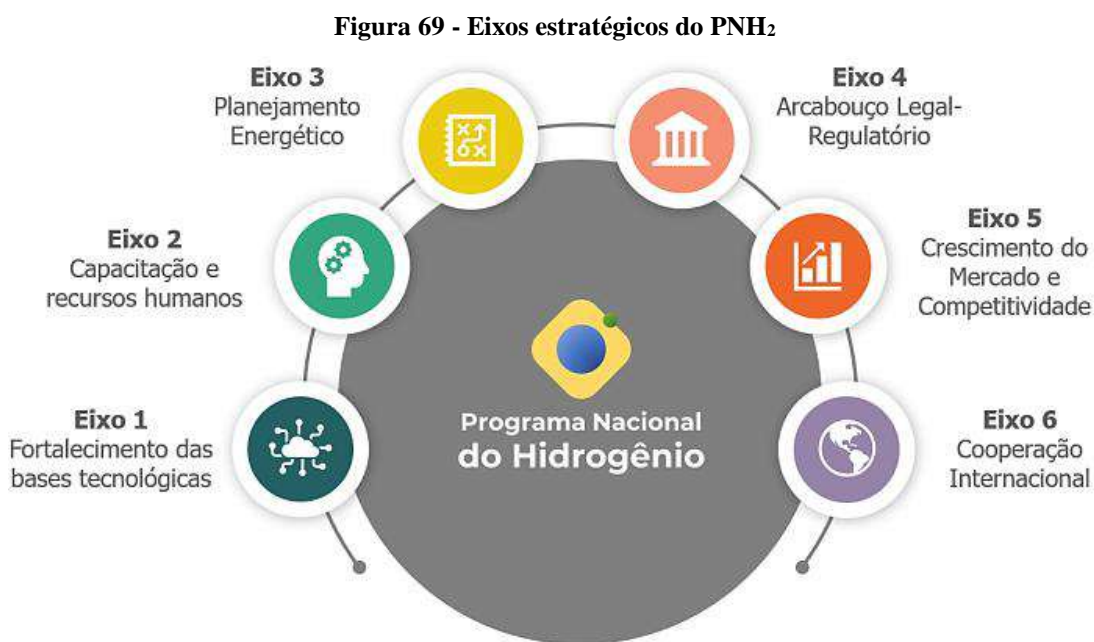 Figura 69 - Eixos estratégicos do PNH₂
Eixo 1
Fortalecimento das
bases tecnológicas
Eixo 2
Capacitação e
recursos humanos
Eixo 3
Planejamento
Energético
Eixo 4
Arcabouço Legal-
Regulatório
Eixo 5
Crescimento do
Mercado e
Competitividade
Eixo 6
Cooperação
Internacional
Programa Nacional
do Hidrogênio